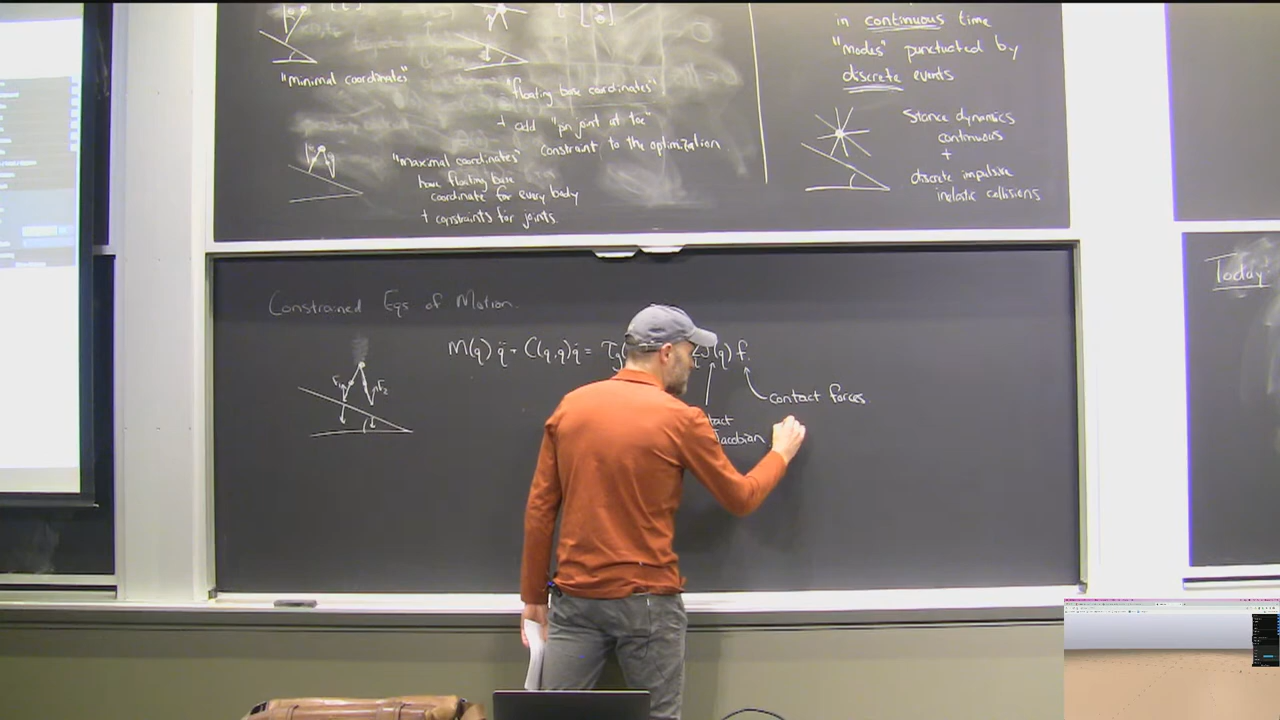 "minimal coordinates"
"floating base coordinates"
+ add "pin joint at toe"
constraint to the optimization
"maximal coordinates"
have floating base
coordinate for every body
+ constraints for joints.
in continuous time
"modes" punctuated by
discrete events
Stance dynamics
continuous
+
discrete impulsive
inelastic collisions
Constrained Eqs of Motion.
M(q) q̈ + C(q,q̇)q̇ = τg(
J(q) f
contact forces
Jacobian
Today